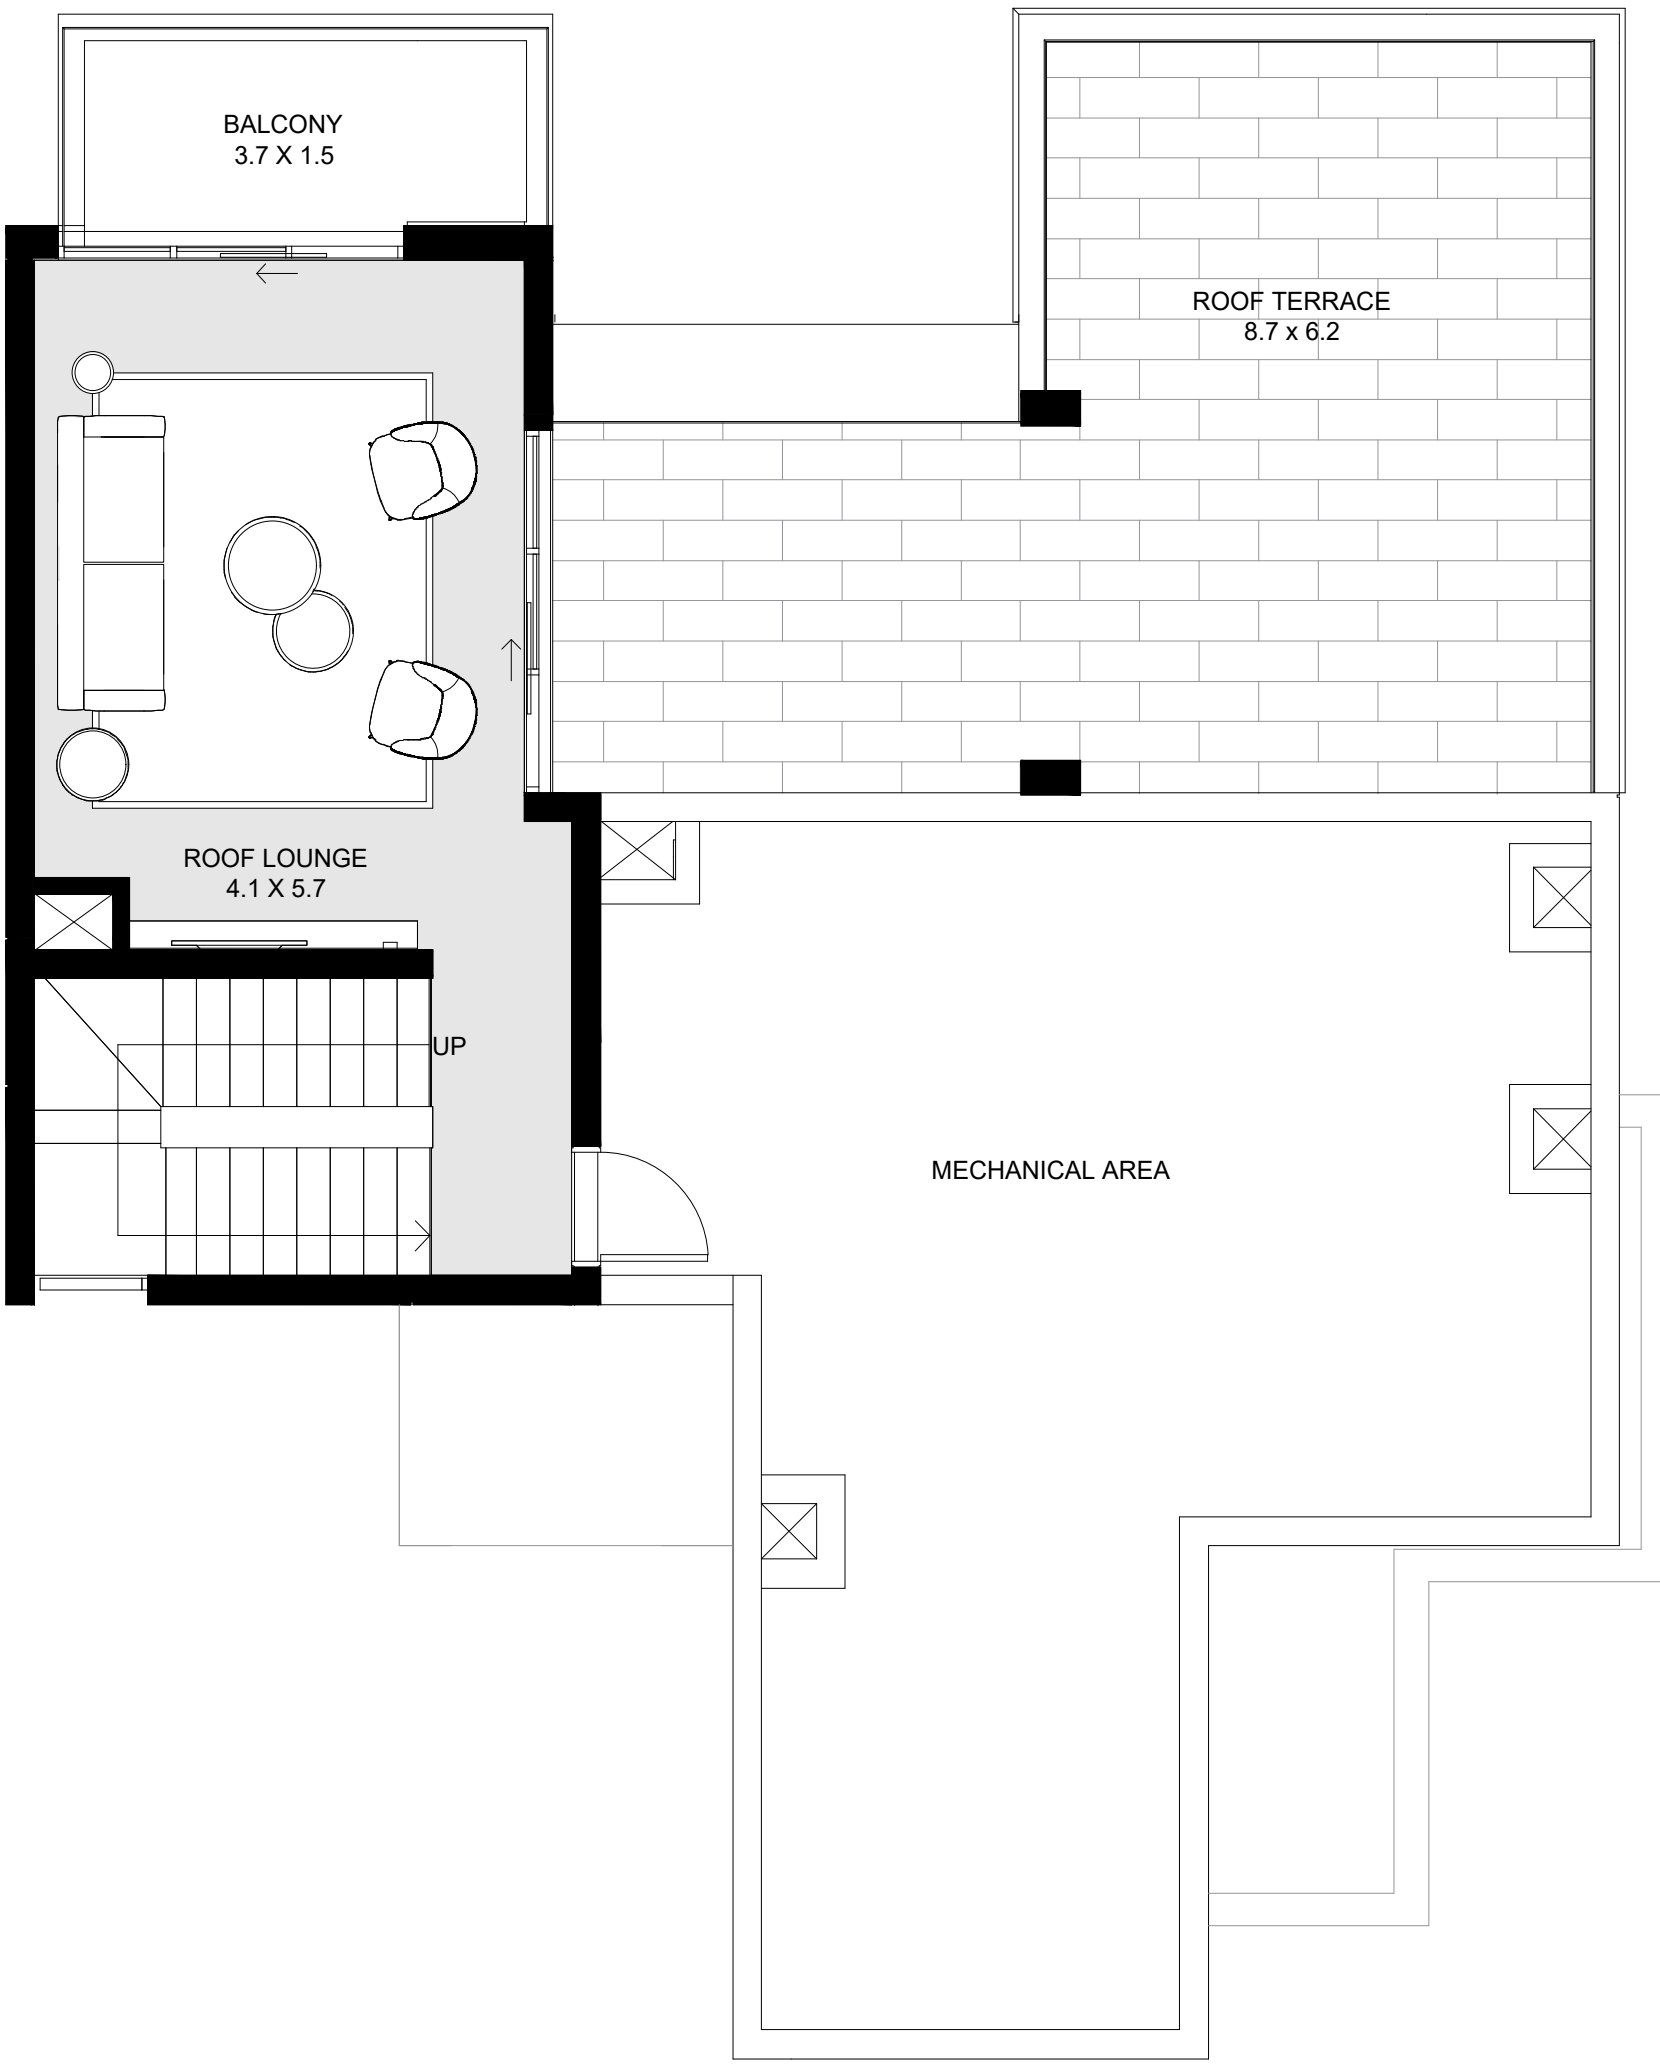 BALCONY
3.7 X 1.5
ROOF TERRACE
8.7 x 6.2
ROOF LOUNGE
4.1 X 5.7
UP
MECHANICAL AREA